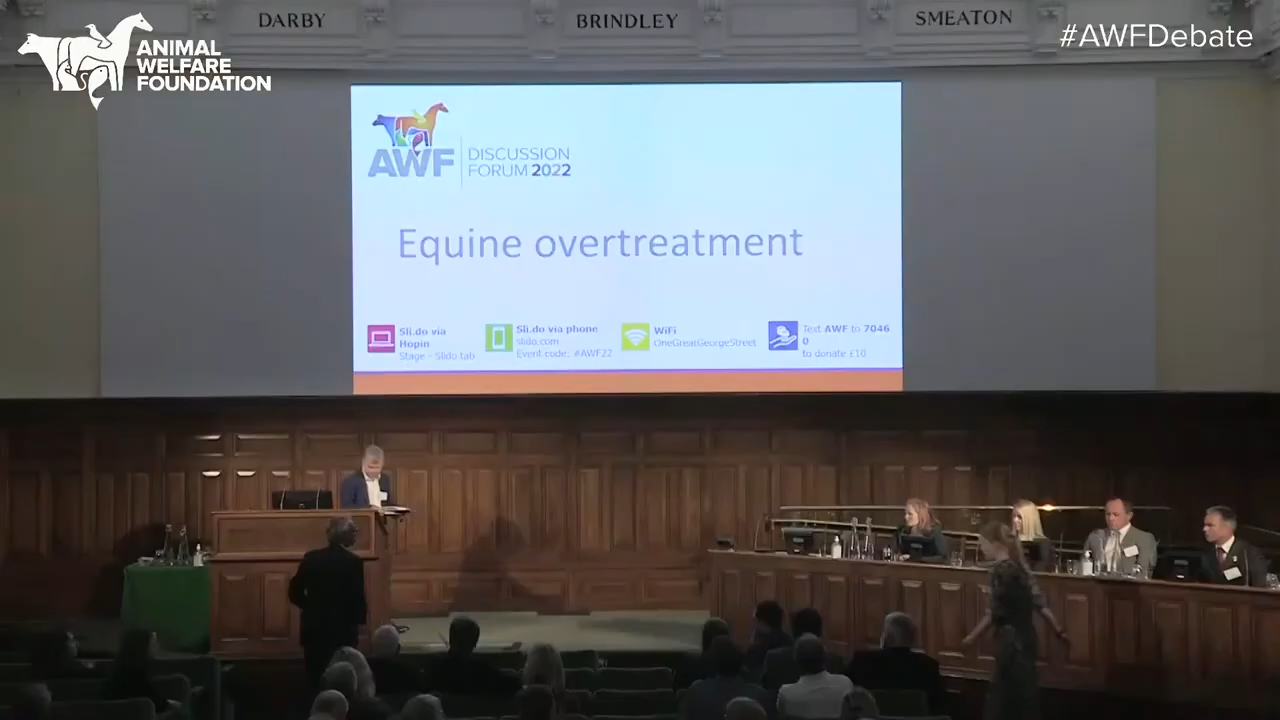 DARBY
BRINDLEY
SMEATON
ANIMAL
WELFARE
FOUNDATION
#AWFDebate
AWF
DISCUSSION
FORUM 2022
Equine overtreatment
Sli.do via
Hopin
Stage - Slido tab
Sli.do via phone
slido.com
Event code: #AWF22
WiFi
OneGreatGeorgeStreet
Text AWF to 7046
0
to donate £10